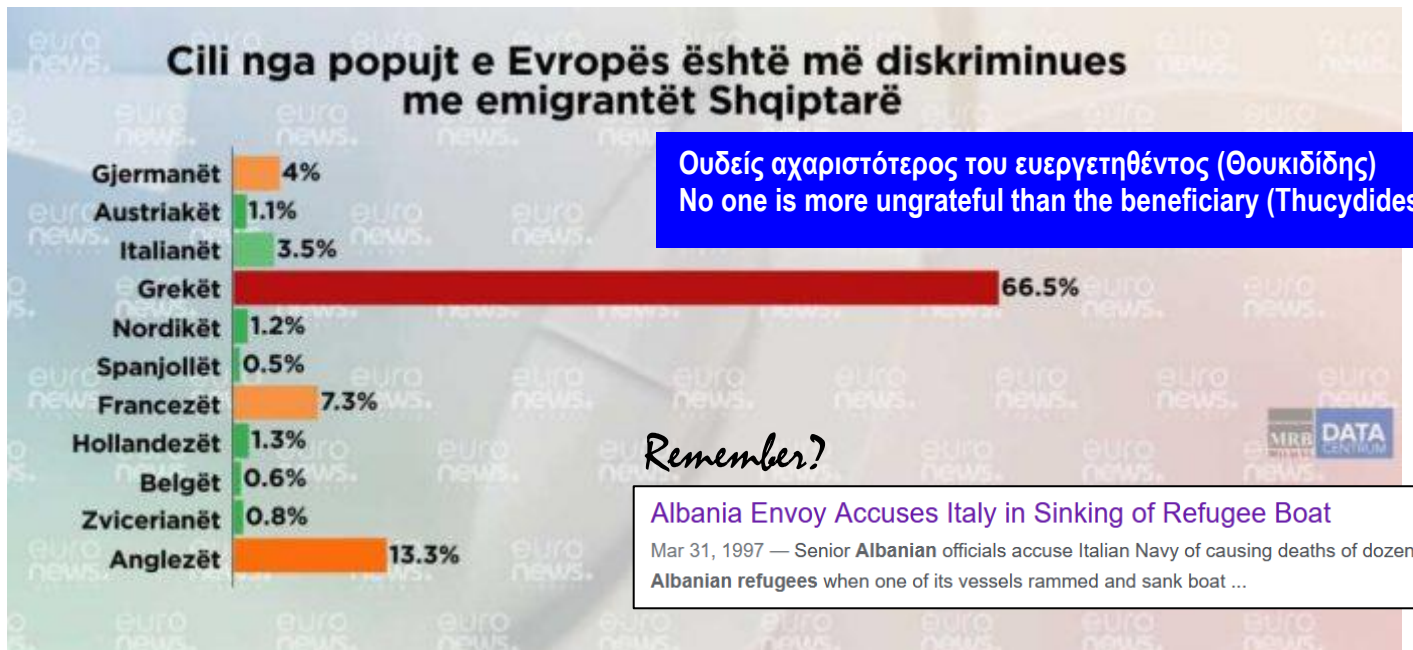 Cili nga popujt e Evropës është më diskriminues
me emigrantët Shqiptarë
Ουδείς αχαριστότερος του ευεργετηθέντος (Θουκιδίδης)
No one is more ungrateful than the beneficiary (Thucydides
Gjermanët 4%
Austriakët 1.1%
Italianët 3.5%
Grekët 66.5%
Nordikët 1.2%
Spanjollët 0.5%
Francezët 7.3%
Hollandezët 1.3%
Belgët 0.6%
Zvicerianët 0.8%
Anglezët 13.3%
MRB
DATA
CENTRUM
Remember?
Albania Envoy Accuses Italy in Sinking of Refugee Boat
Mar 31, 1997 — Senior Albanian officials accuse Italian Navy of causing deaths of dozen
Albanian refugees when one of its vessels rammed and sank boat ...
euro
news.